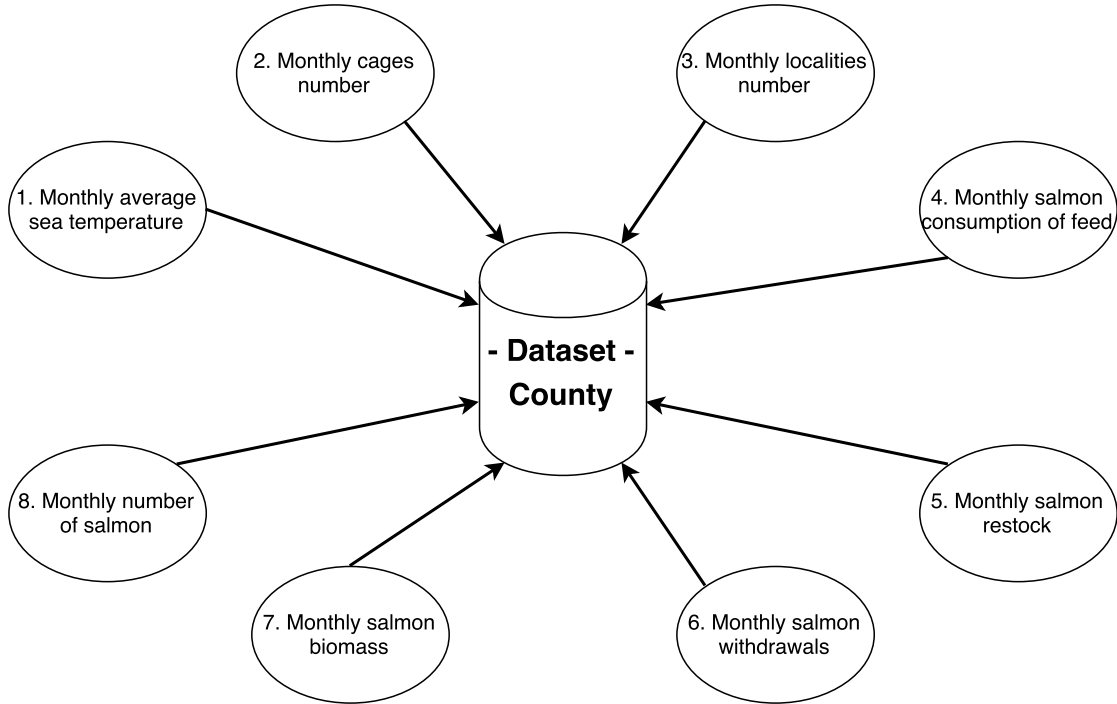 2. Monthly cages
number
3. Monthly localities
number
1. Monthly average
sea temperature
4. Monthly salmon
consumption of feed
- Dataset -
County
8. Monthly number
of salmon
5. Monthly salmon
restock
7. Monthly salmon
biomass
6. Monthly salmon
withdrawals